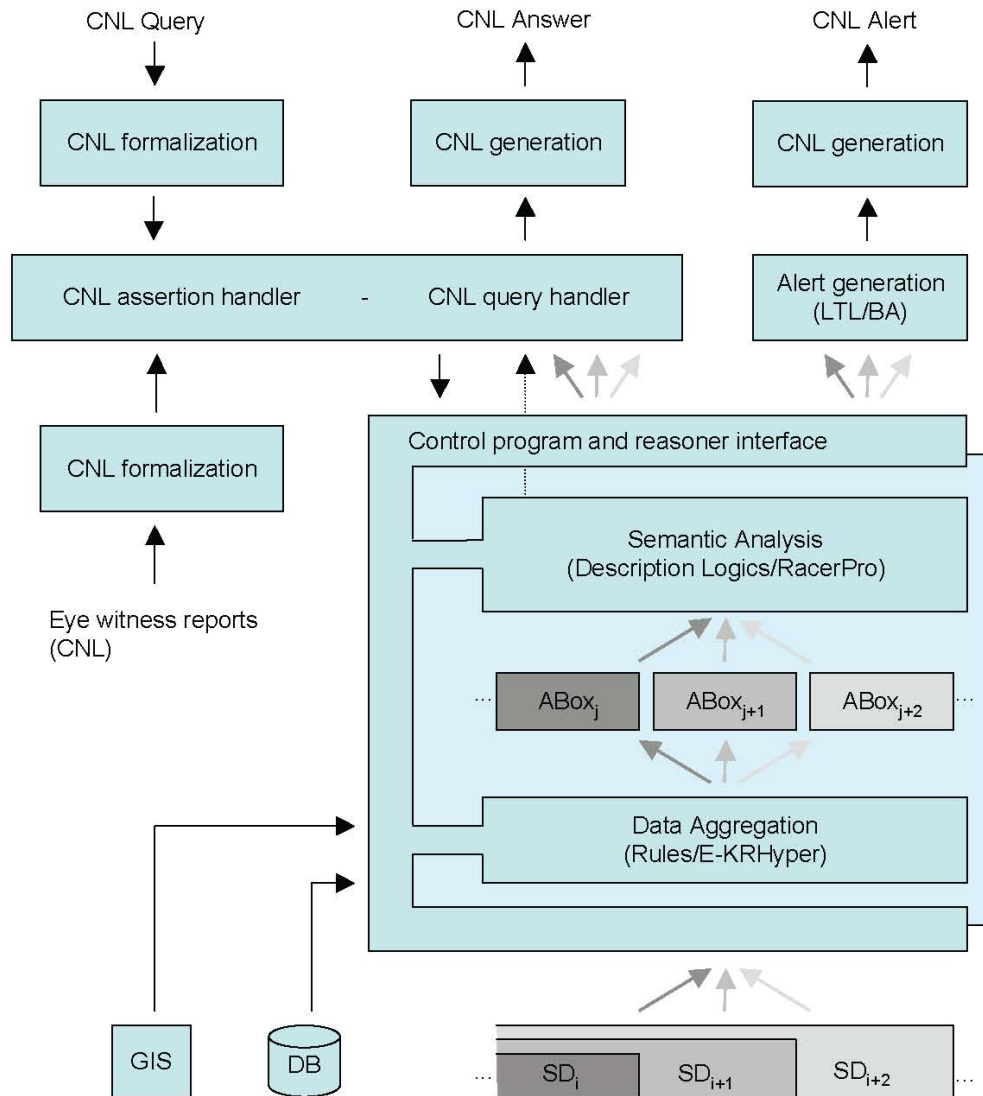 CNL Query
CNL Answer
CNL Alert
CNL formalization
CNL generation
CNL generation
CNL assertion handler - CNL query handler
Alert generation
(LTL/BA)
CNL formalization
Control program and reasoner interface
Semantic Analysis
(Description Logics/RacerPro)
Eye witness reports
(CNL)
... ABoxj ABoxj+1 ABoxj+2 ...
Data Aggregation
(Rules/E-KRHyper)
GIS
DB
... SDi SDi+1 SDi+2 ...